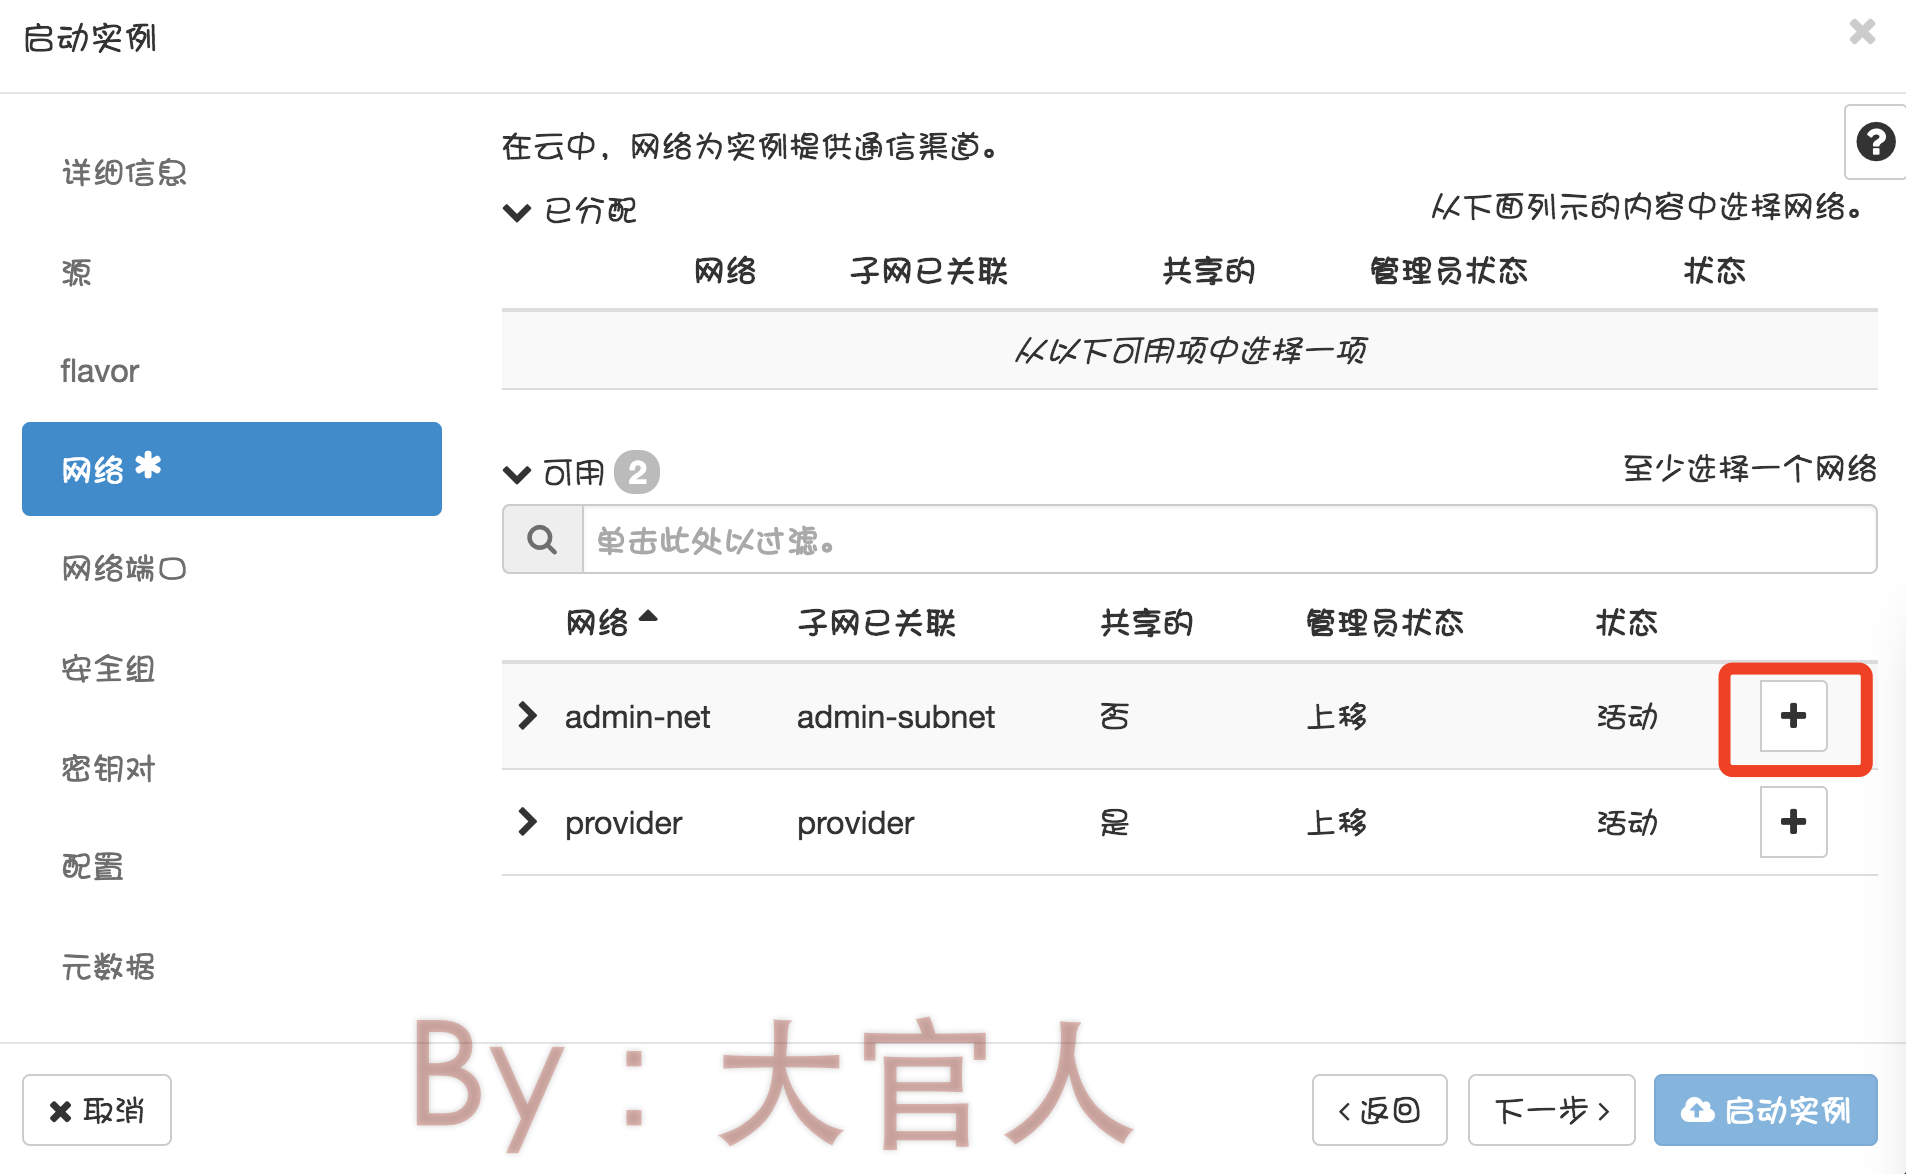 启动实例
详细信息
源
flavor
网络 *
网络端口
安全组
密钥对
配置
元数据
在云中，网络为实例提供通信渠道。
已分配 从下面列示的内容中选择网络。
网络 子网已关联 共享的 管理员状态 状态
从以下可用项中选择一项
可用 2 至少选择一个网络
单击此处以过滤。
网络 子网已关联 共享的 管理员状态 状态
admin-net admin-subnet 否 上移 活动
provider provider 是 上移 活动
By：大官人
取消 返回 下一步 启动实例